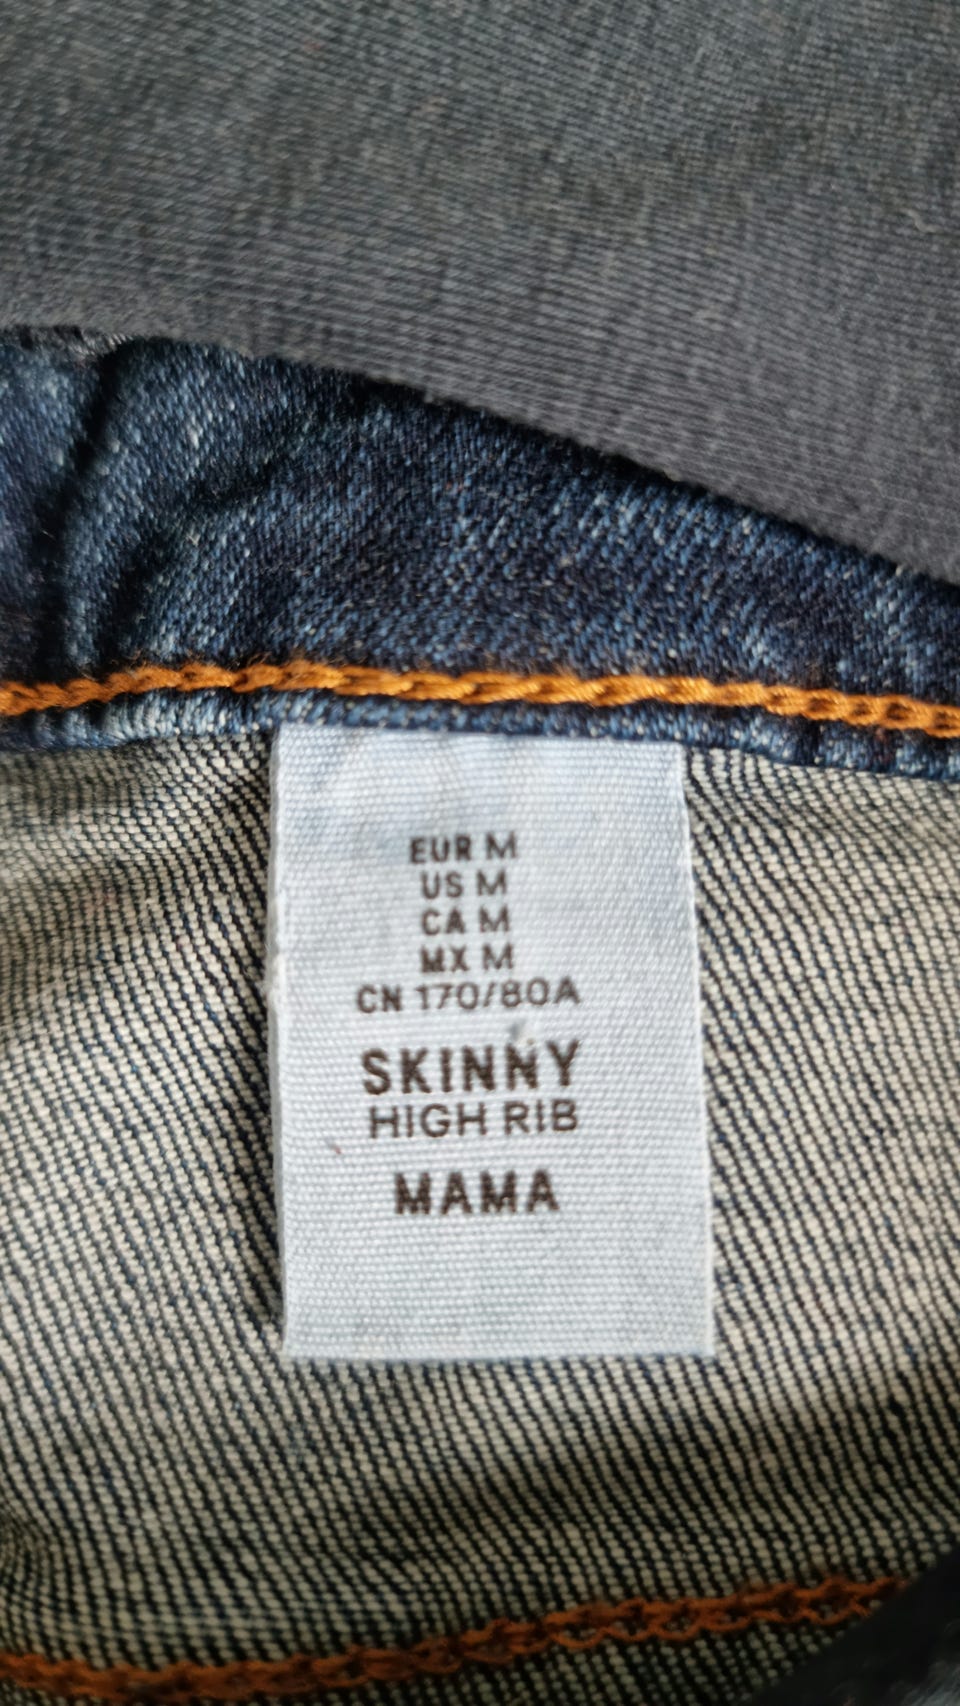 EUR M
US M
CA M
MX M
CN 170/80A
SKINNY
HIGH RIB
MAMA